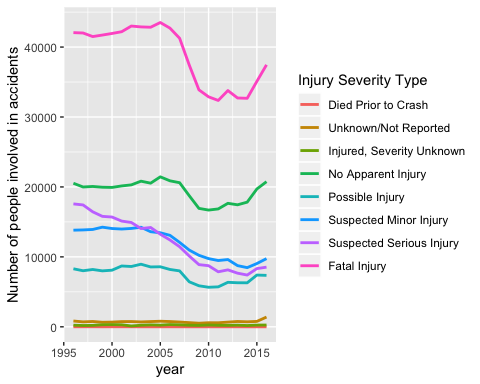 Number of people involved in accidents
40000
30000
20000
10000
0
1995
2000
2005
2010
2015
year
Injury Severity Type
Died Prior to Crash
Unknown/Not Reported
Injured, Severity Unknown
No Apparent Injury
Possible Injury
Suspected Minor Injury
Suspected Serious Injury
Fatal Injury